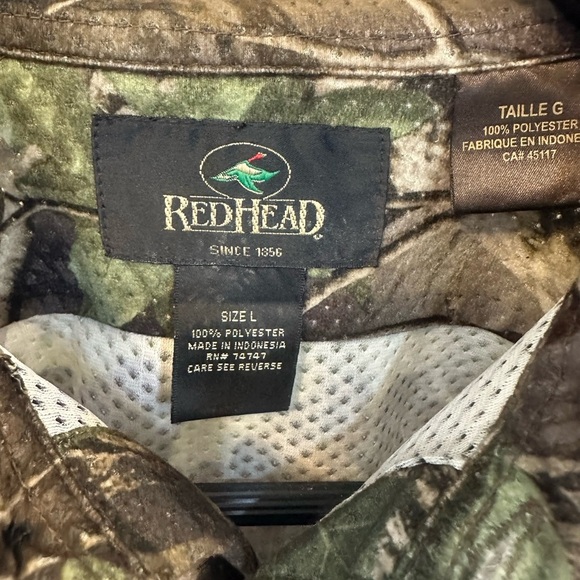 REDHEAD
SINCE 1856
SIZE L
100% POLYESTER
MADE IN INDONESIA
RN# 74747
CARE SEE REVERSE
TAILLE G
100% POLYESTER
FABRIQUE EN INDONE
CA# 45117